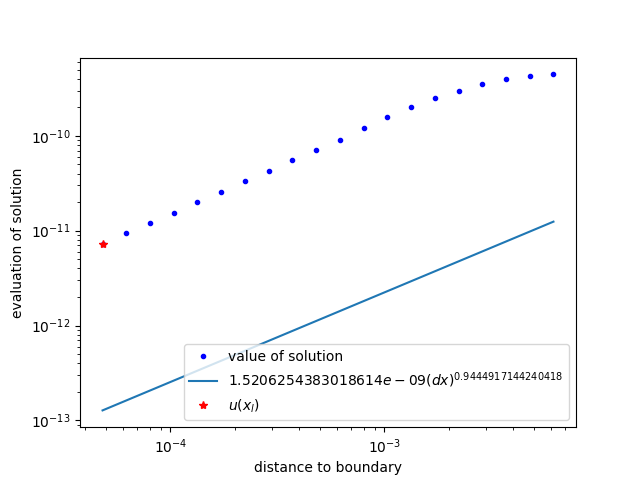 evaluation of solution
10⁻¹⁰
10⁻¹¹
10⁻¹²
10⁻¹³
value of solution
1.5206254383018614e − 09(dx)^0.9444917144240418
u(x_l)
10⁻⁴
10⁻³
distance to boundary